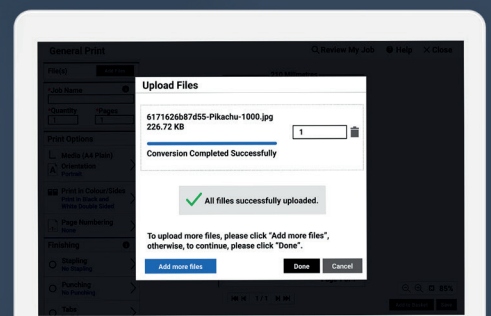 General Print
Review My Job
Help
Close
File(s)
*Job Name
*Quantity
*Pages
1
1
Print Options
Media (A4 Plain)
Orientation
Portrait
Print in Colour/Sides
Print in Black and
White Double Sided
Page Numbering
None
Finishing
Stapling
No Stapling
Punching
No Punching
Tabs
Upload Files
6171626b87d55-Pikachu-1000.jpg
226.72 KB
1
Conversion Completed Successfully
All filles successfully uploaded.
To upload more files, please click “Add more files”,
otherwise, to continue, please click “Done”.
Add more files
Done
Cancel
85%